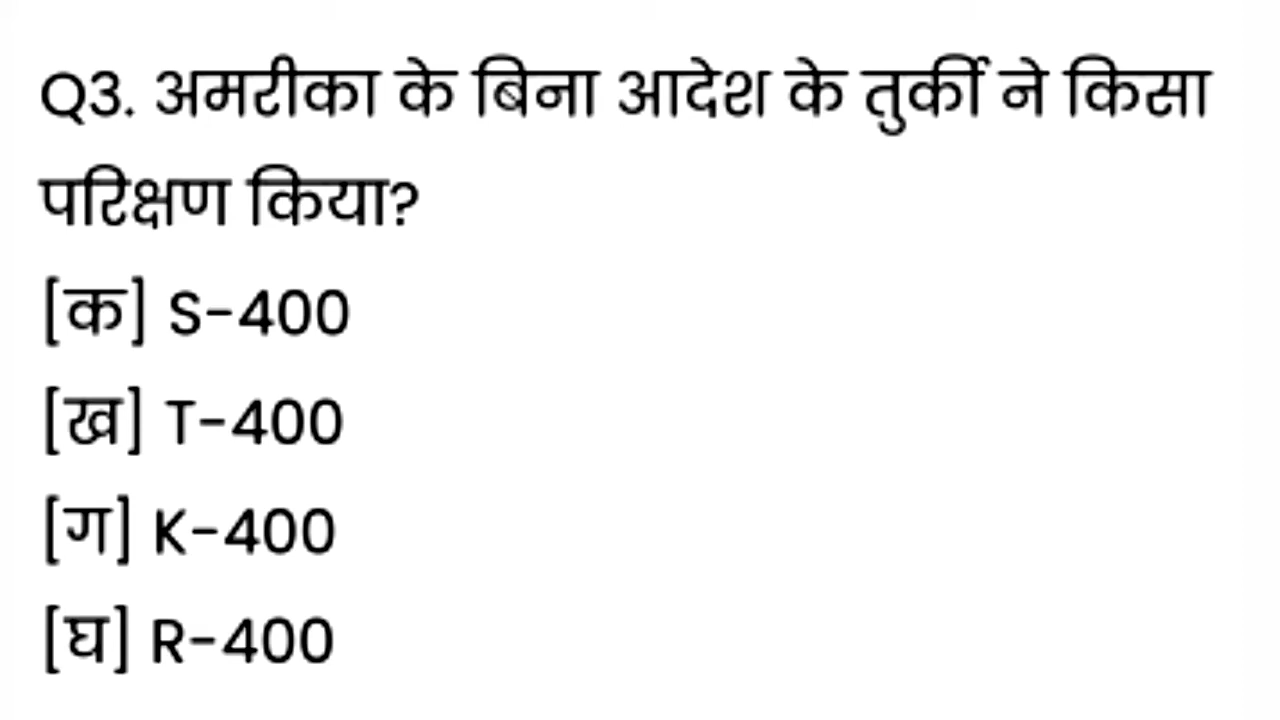 Q3. अमरीका के बिना आदेश के तुर्की ने किसा
परिक्षण किया?
[क] S-400
[ख] T-400
[ग] K-400
[घ] R-400